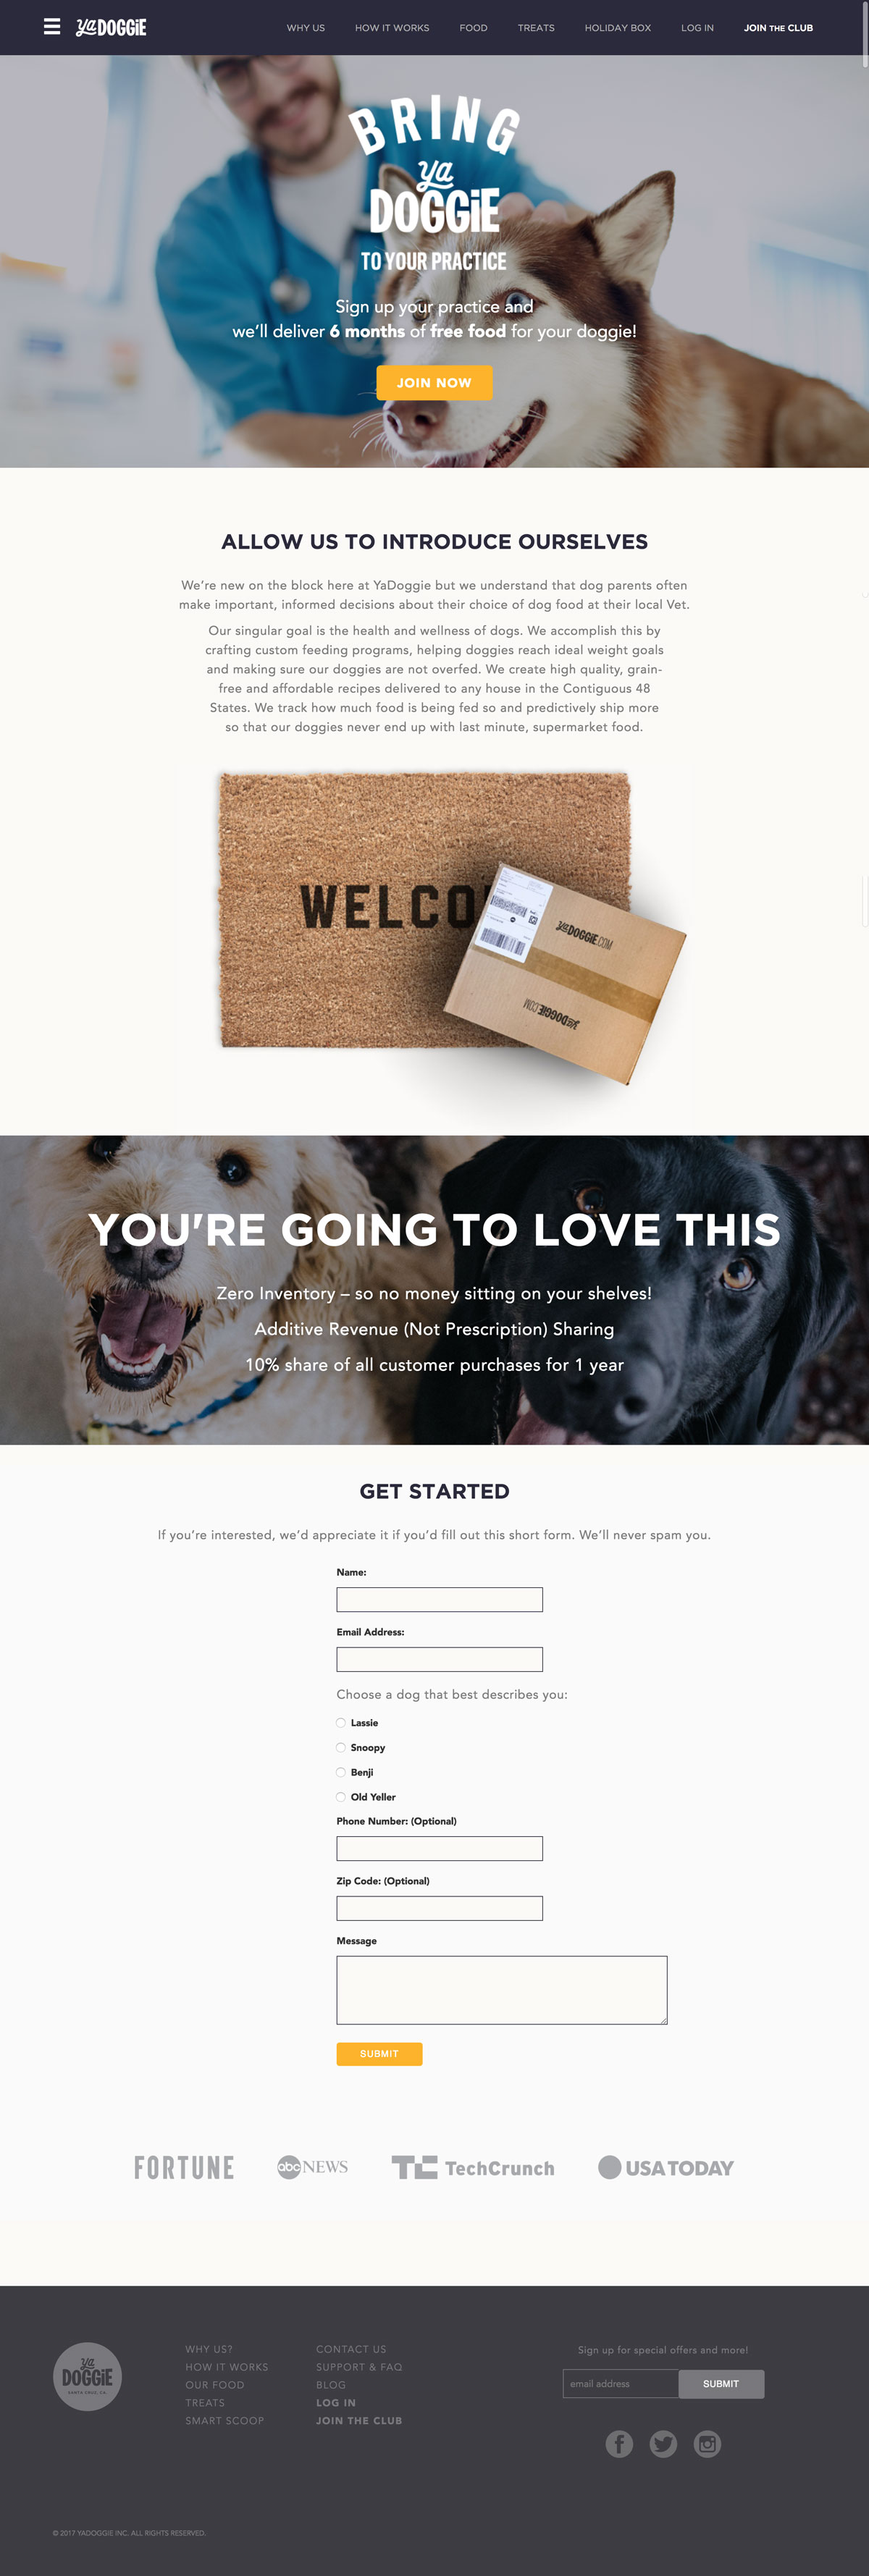 ya DOGGiE
WHY US HOW IT WORKS FOOD TREATS HOLIDAY BOX LOG IN JOIN THE CLUB
BRING
ya
DOGGiE
TO YOUR PRACTICE
Sign up your practice and
we'll deliver 6 months of free food for your doggie!
JOIN NOW
ALLOW US TO INTRODUCE OURSELVES
We're new on the block here at YaDoggie but we understand that dog parents often
make important, informed decisions about their choice of dog food at their local Vet.
Our singular goal is the health and wellness of dogs. We accomplish this by
crafting custom feeding programs, helping doggies reach ideal weight goals
and making sure our doggies are not overfed. We create high quality, grain-
free and affordable recipes delivered to any house in the Contiguous 48
States. We track how much food is being fed so and predictively ship more
so that our doggies never end up with last minute, supermarket food.
WELCO
yaDOGGiE.COM
yaDOGGiE.COM
YOU'RE GOING TO LOVE THIS
Zero Inventory – so no money sitting on your shelves!
Additive Revenue (Not Prescription) Sharing
10% share of all customer purchases for 1 year
GET STARTED
If you're interested, we'd appreciate it if you'd fill out this short form. We'll never spam you.
Name:
Email Address:
Choose a dog that best describes you:
Lassie
Snoopy
Benji
Old Yeller
Phone Number: (Optional)
Zip Code: (Optional)
Message
SUBMIT
FORTUNE abc NEWS TC TechCrunch USA TODAY
ya
DOGGiE
SANTA CRUZ, CA
WHY US?
HOW IT WORKS
OUR FOOD
TREATS
SMART SCOOP
CONTACT US
SUPPORT & FAQ
BLOG
LOG IN
JOIN THE CLUB
Sign up for special offers and more!
email address SUBMIT
© 2017 YADOGGIE INC. ALL RIGHTS RESERVED.